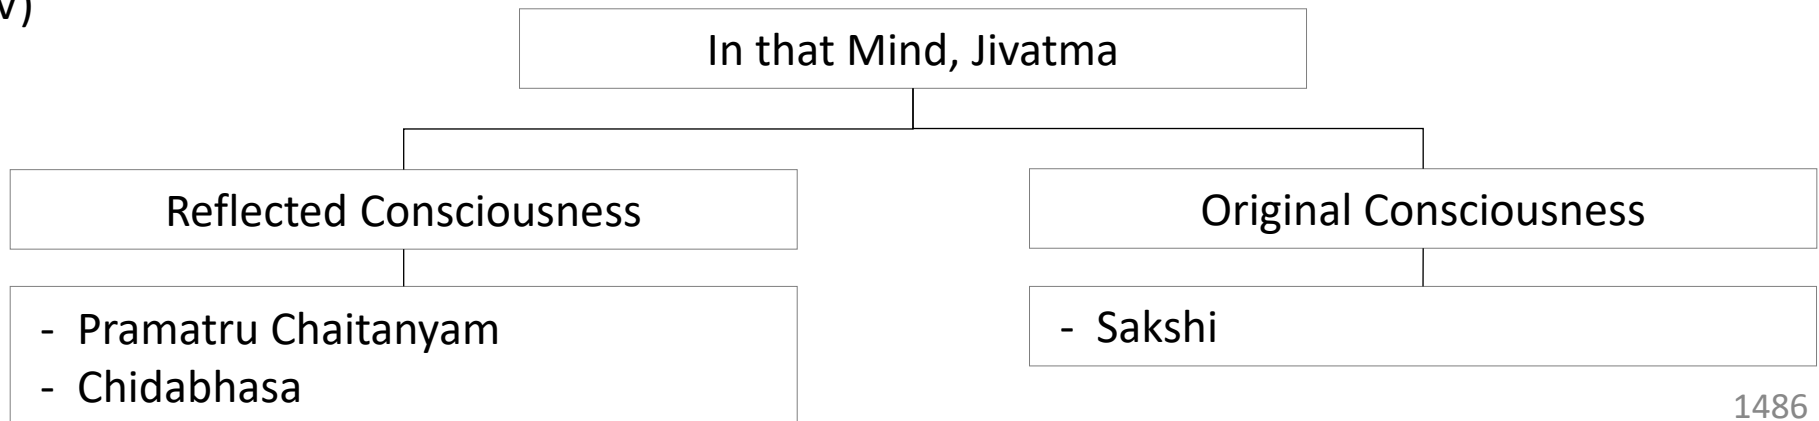 In that Mind, Jivatma
Reflected Consciousness
Original Consciousness
- Pramatru Chaitanyam
- Chidabhasa
- Sakshi
1486